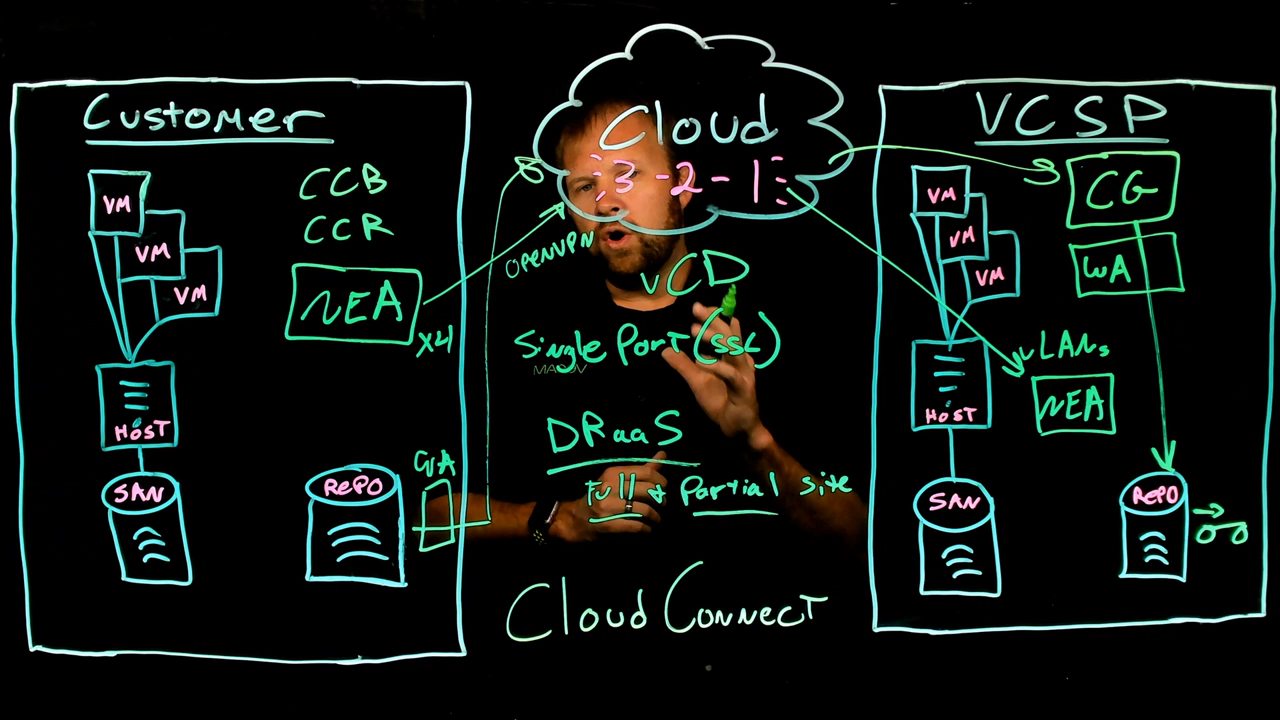 Customer
VM
VM
VM
HOST
SAN
CCB
CCR
NEA
x4
REPO
WA
Cloud
3-2-1
OPENVPN
vCD
Single Port (SSL)
DRaaS
Full & Partial site
Cloud Connect
VCSP
VM
VM
VM
HOST
SAN
CG
WA
vLANs
NEA
REPO